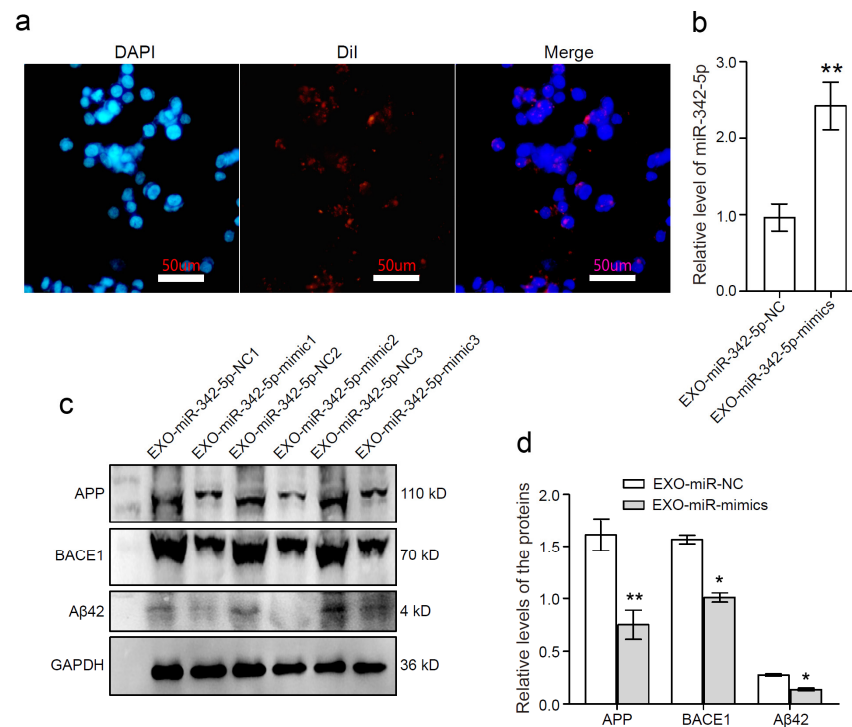 a
DAPI
DiI
Merge
50um
50um
50um
b
Relative level of miR-342-5p
3.0
2.0
1.0
0.0
**
EXO-miR-342-5p-NC
EXO-miR-342-5p-mimics
c
EXO-miR-342-5p-NC1
EXO-miR-342-5p-mimic1
EXO-miR-342-5p-NC2
EXO-miR-342-5p-mimic2
EXO-miR-342-5p-NC3
EXO-miR-342-5p-mimic3
APP
110 kD
BACE1
70 kD
Aβ42
4 kD
GAPDH
36 kD
d
Relative levels of the proteins
EXO-miR-NC
EXO-miR-mimics
2.0
1.5
1.0
0.5
0.0
**
*
*
APP
BACE1
Aβ42